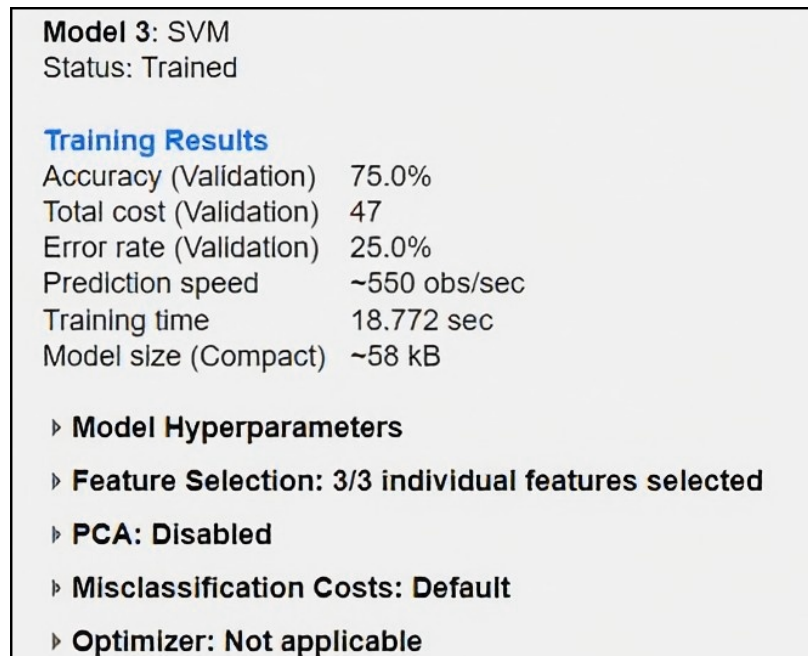 Model 3: SVM
Status: Trained
Training Results
Accuracy (Validation) 75.0%
Total cost (Validation) 47
Error rate (Validation) 25.0%
Prediction speed ~550 obs/sec
Training time 18.772 sec
Model size (Compact) ~58 kB
Model Hyperparameters
Feature Selection: 3/3 individual features selected
PCA: Disabled
Misclassification Costs: Default
Optimizer: Not applicable